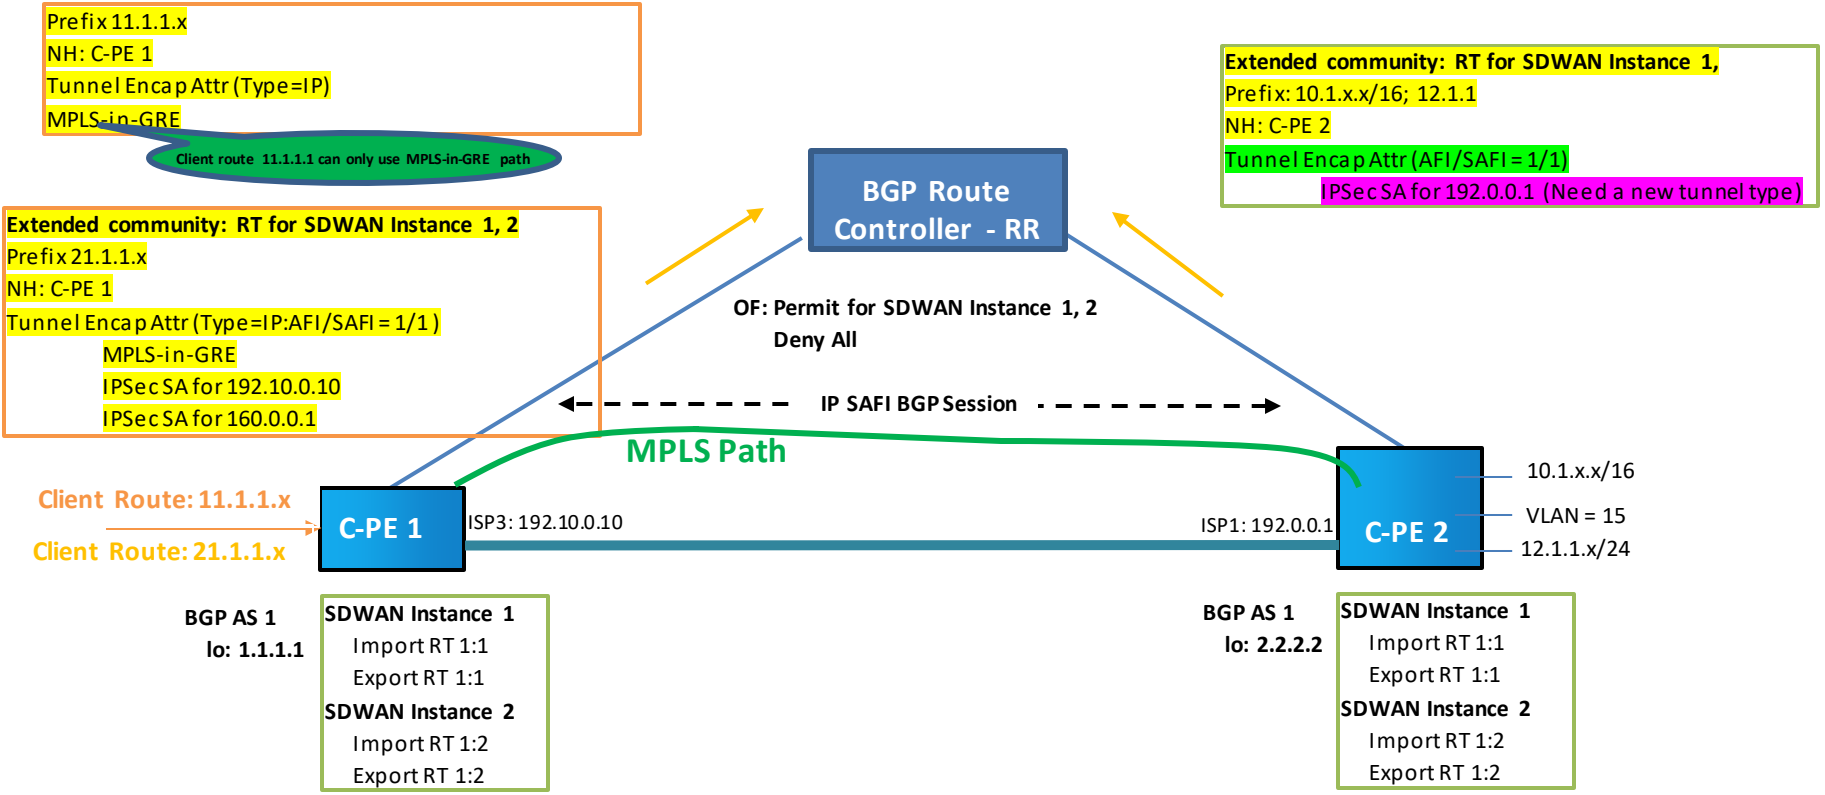 Prefix 11.1.1.x
NH: C-PE 1
Tunnel Encap Attr (Type=IP)
MPLS-in-GRE
Client route 11.1.1.1 can only use MPLS-in-GRE path
Extended community: RT for SDWAN Instance 1,
Prefix: 10.1.x.x/16; 12.1.1
NH: C-PE 2
Tunnel Encap Attr (AFI/SAFI = 1/1)
IPSec SA for 192.0.0.1 (Need a new tunnel type)
BGP Route
Controller - RR
Extended community: RT for SDWAN Instance 1, 2
Prefix 21.1.1.x
NH: C-PE 1
Tunnel Encap Attr (Type=IP:AFI/SAFI = 1/1 )
MPLS-in-GRE
IPSec SA for 192.10.0.10
IPSec SA for 160.0.0.1
OF: Permit for SDWAN Instance 1, 2
Deny All
IP SAFI BGP Session
MPLS Path
Client Route: 11.1.1.x
Client Route: 21.1.1.x
C-PE 1
ISP3: 192.10.0.10
ISP1: 192.0.0.1
C-PE 2
10.1.x.x/16
VLAN = 15
12.1.1.x/24
BGP AS 1
lo: 1.1.1.1
SDWAN Instance 1
Import RT 1:1
Export RT 1:1
SDWAN Instance 2
Import RT 1:2
Export RT 1:2
BGP AS 1
lo: 2.2.2.2
SDWAN Instance 1
Import RT 1:1
Export RT 1:1
SDWAN Instance 2
Import RT 1:2
Export RT 1:2